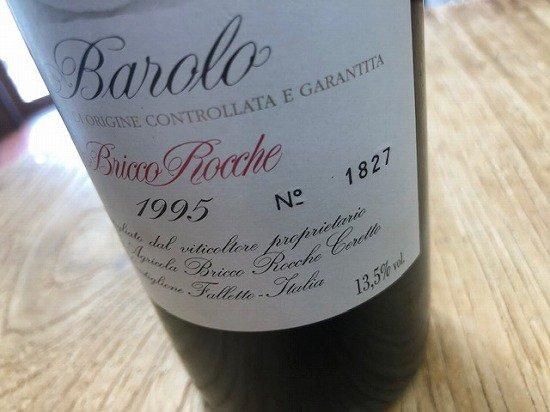 Barolo
ORIGINE CONTROLLATA E GARANTITA
Bricco Rocche
1995 Nº 1827
dal viticoltore proprietario
Agricola Bricco Rocche Ceretto
Falletto - Italia 13,5% vol.